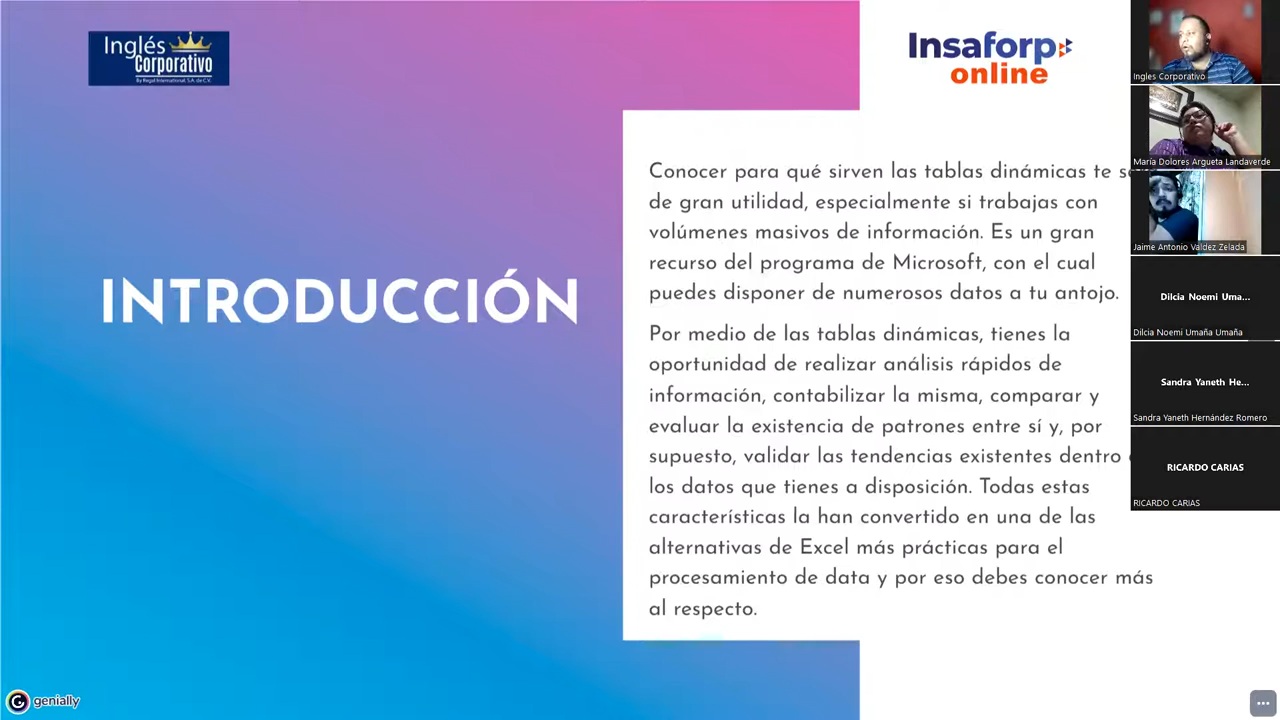 Inglés
Corporativo
By Regal International, S.A. de C.V.
Insaforp
online
INTRODUCCIÓN
Conocer para qué sirven las tablas dinámicas te
de gran utilidad, especialmente si trabajas con
volúmenes masivos de información. Es un gran
recurso del programa de Microsoft, con el cual
puedes disponer de numerosos datos a tu antojo.
Por medio de las tablas dinámicas, tienes la
oportunidad de realizar análisis rápidos de
información, contabilizar la misma, comparar y
evaluar la existencia de patrones entre sí y, por
supuesto, validar las tendencias existentes dentro
los datos que tienes a disposición. Todas estas
características la han convertido en una de las
alternativas de Excel más prácticas para el
procesamiento de data y por eso debes conocer más
al respecto.
Ingles Corporativo
María Dolores Argueta Landaverde
Jaime Antonio Valdez Zelada
Dilcia Noemi Uma...
Dilcia Noemi Umaña Umaña
Sandra Yaneth He...
Sandra Yaneth Hernández Romero
RICARDO CARIAS
RICARDO CARIAS
genially